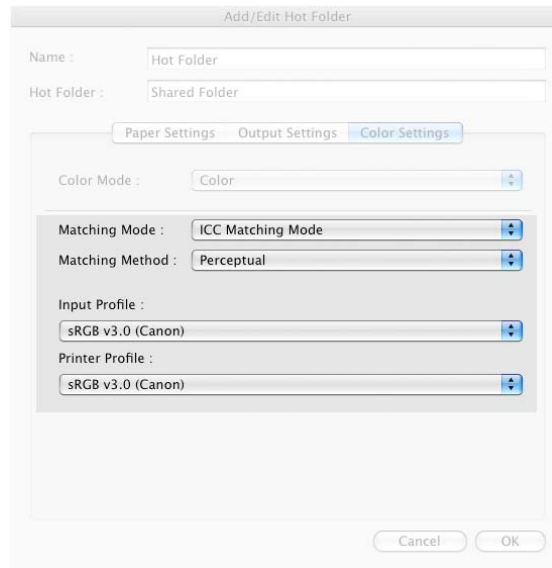 Add/Edit Hot Folder
Name : Hot Folder
Hot Folder : Shared Folder
Paper Settings Output Settings Color Settings
Color Mode : Color
Matching Mode : ICC Matching Mode
Matching Method : Perceptual
Input Profile :
sRGB v3.0 (Canon)
Printer Profile :
sRGB v3.0 (Canon)
Cancel OK